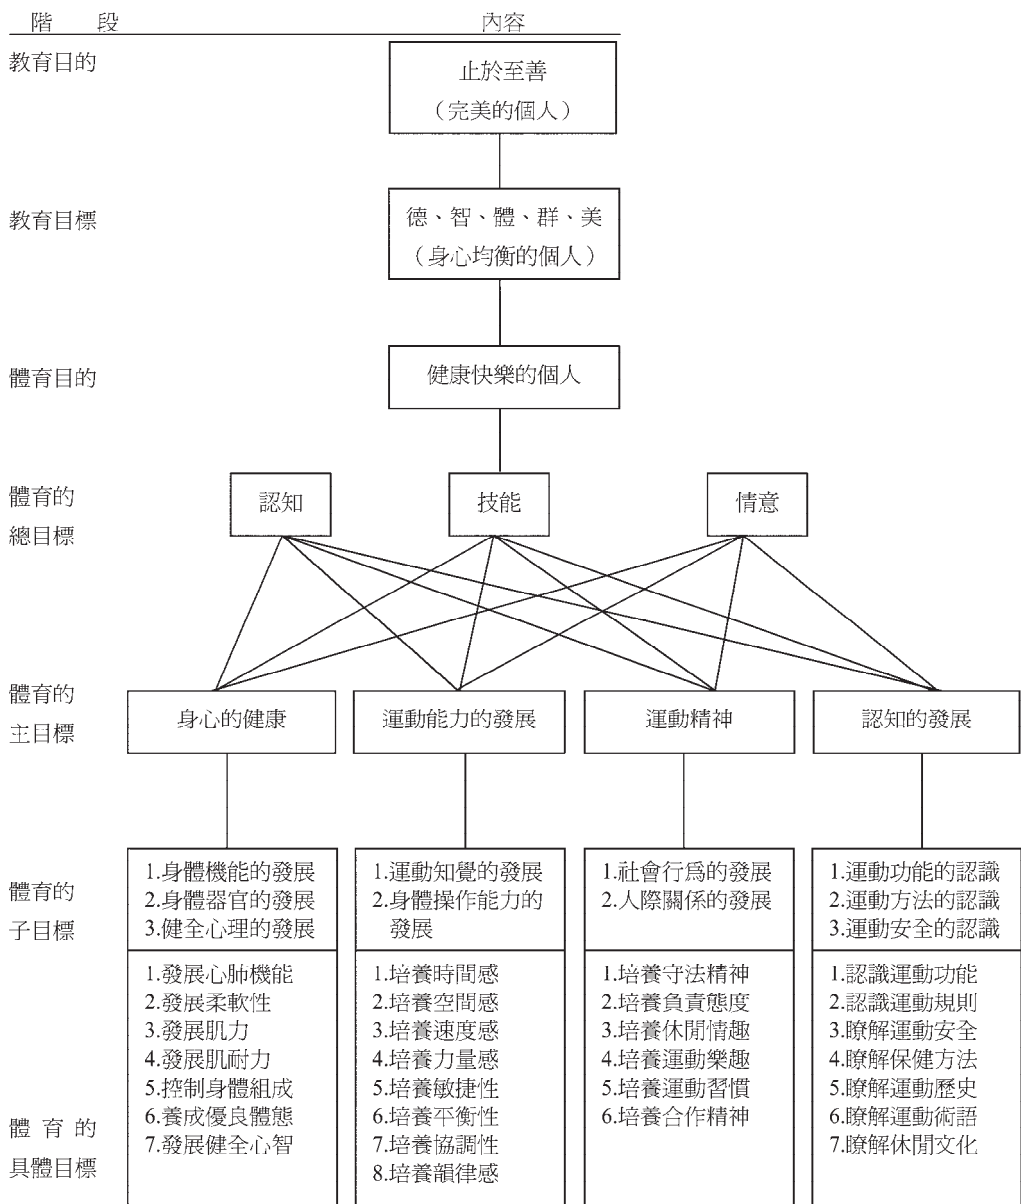 階　段　內容
教育目的
止於至善
（完美的個人）
教育目標
德、智、體、群、美
（身心均衡的個人）
體育目的
健康快樂的個人
體育的
總目標
認知
技能
情意
體育的
主目標
身心的健康
運動能力的發展
運動精神
認知的發展
體育的
子目標
1.身體機能的發展
2.身體器官的發展
3.健全心理的發展
1.運動知覺的發展
2.身體操作能力的
發展
1.社會行為的發展
2.人際關係的發展
1.運動功能的認識
2.運動方法的認識
3.運動安全的認識
體育的
具體目標
1.發展心肺機能
2.發展柔軟性
3.發展肌力
4.發展肌耐力
5.控制身體組成
6.養成優良體態
7.發展健全心智
1.培養時間感
2.培養空間感
3.培養速度感
4.培養力量感
5.培養敏捷性
6.培養平衡性
7.培養協調性
8.培養韻律感
1.培養守法精神
2.培養負責態度
3.培養休閒情趣
4.培養運動樂趣
5.培養運動習慣
6.培養合作精神
1.認識運動功能
2.認識運動規則
3.瞭解運動安全
4.瞭解保健方法
5.瞭解運動歷史
6.瞭解運動術語
7.瞭解休閒文化